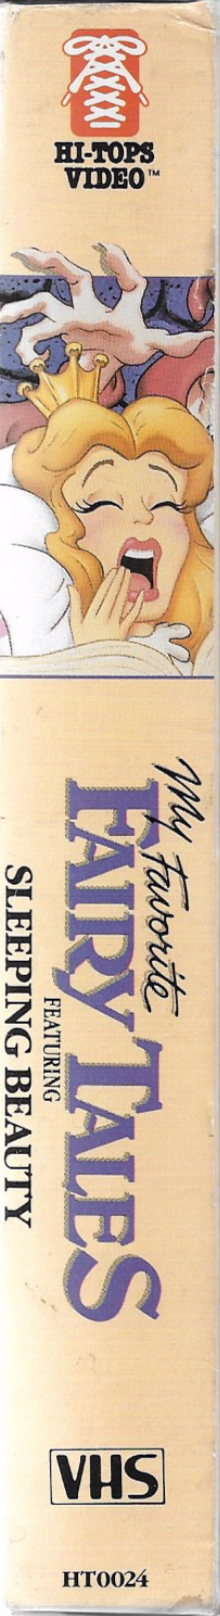 HI-TOPS
VIDEO™
My Favorite
FAIRY TALES
FEATURING
SLEEPING BEAUTY
VHS
HT0024